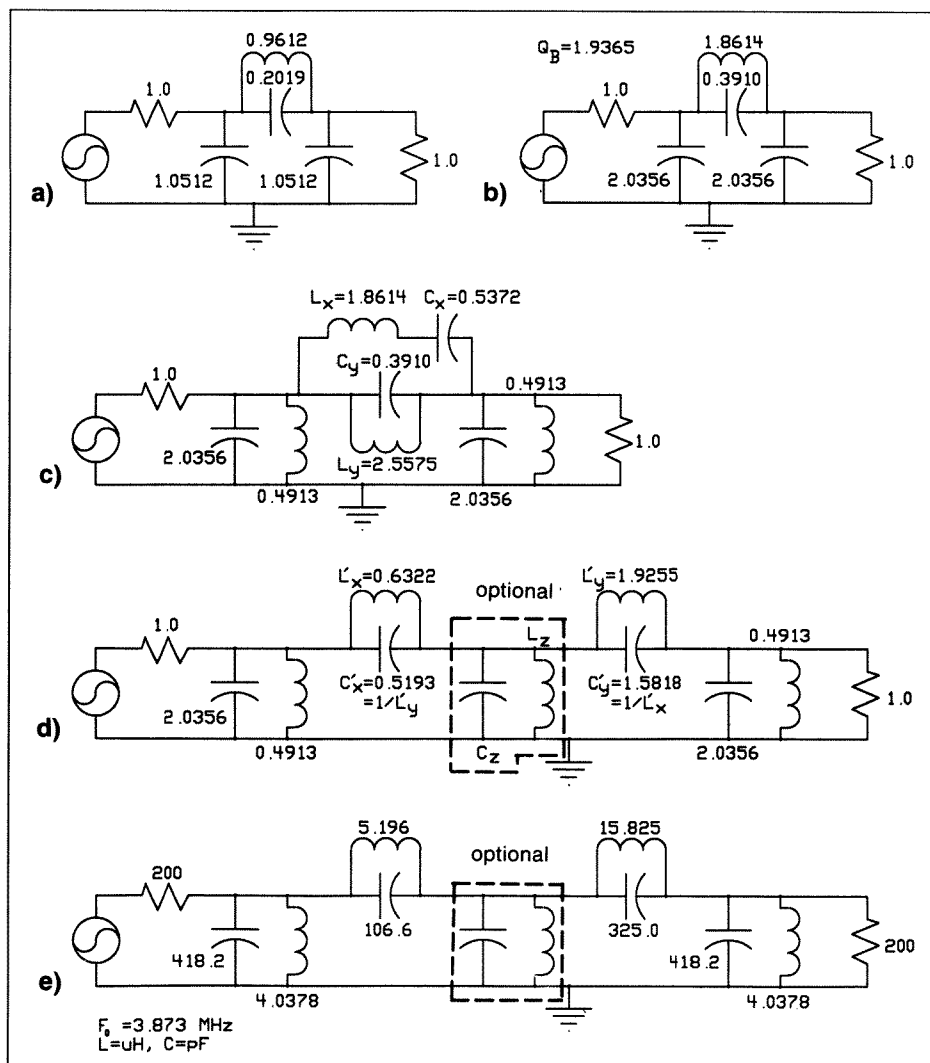 0.9612
0.2019
1.0
1.0512
1.0512
1.0
a)
Q_B=1.9365
1.8614
0.3910
1.0
2.0356
2.0356
1.0
b)
L_x=1.8614
C_x=0.5372
C_y=0.3910
1.0
0.4913
2.0356
L_y=2.5575
1.0
c)
0.4913
2.0356
L'_x=0.6322
optional
L'_y=1.9255
1.0
L_z
0.4913
C'_x=0.5193
=1/L'_y
C'_y=1.5818
=1/L'_x
2.0356
1.0
d)
0.4913
C_z
2.0356
5.196
optional
15.825
200
106.6
325.0
418.2
418.2
200
e)
4.0378
4.0378
F_0 =3.873 MHz
L=uH, C=pF